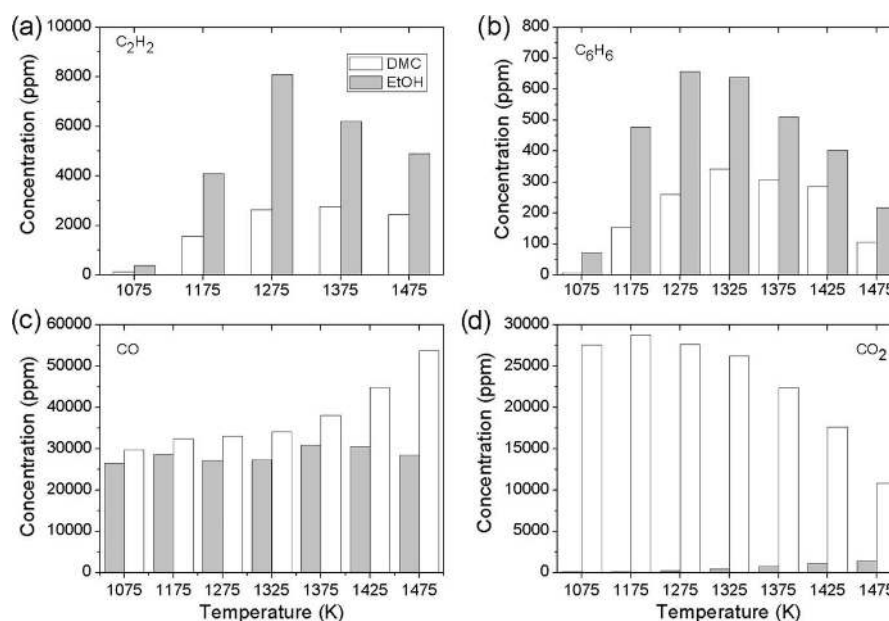 (a)
C₂H₂
DMC
EtOH
Concentration (ppm)
10000
8000
6000
4000
2000
0
1075 1175 1275 1375 1475
(b)
C₆H₆
Concentration (ppm)
800
700
600
500
400
300
200
100
0
1075 1175 1275 1325 1375 1425 1475
(c)
CO
Concentration (ppm)
60000
50000
40000
30000
20000
10000
0
1075 1175 1275 1325 1375 1425 1475
Temperature (K)
(d)
CO₂
Concentration (ppm)
30000
25000
20000
15000
10000
5000
0
1075 1175 1275 1325 1375 1425 1475
Temperature (K)